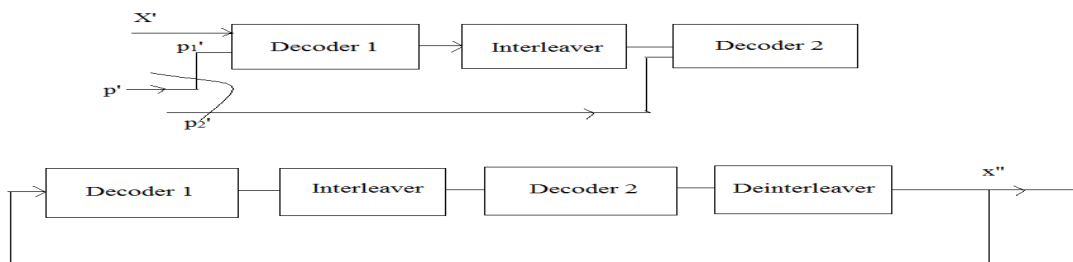 X'
Decoder 1
Interleaver
Decoder 2
p₁'
p'
p₂'
Decoder 1
Interleaver
Decoder 2
Deinterleaver
x"